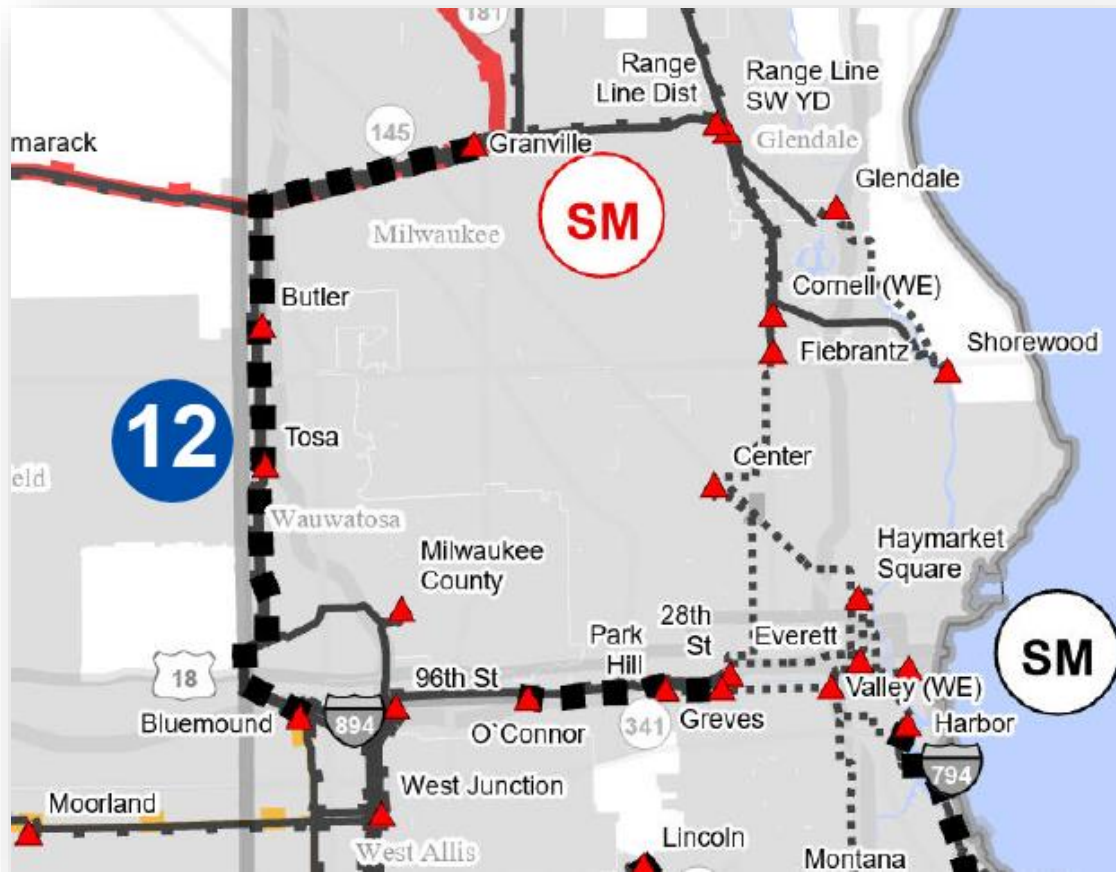 181
Range
Line Dist
Range Line
SW YD
145
marack
Granville
Glendale
Glendale
SM
Milwaukee
Butler
Cornell (WE)
Flebrantz
Shorewood
12
Tosa
Center
eld
Wauwatosa
Milwaukee
County
Haymarket
Square
28th
St
Everett
Park
Hill
SM
18
96th St
Valley (WE)
Bluemound
894
O`Connor
341
Greves
Harbor
794
West Junction
Moorland
West Allis
Lincoln
Montana